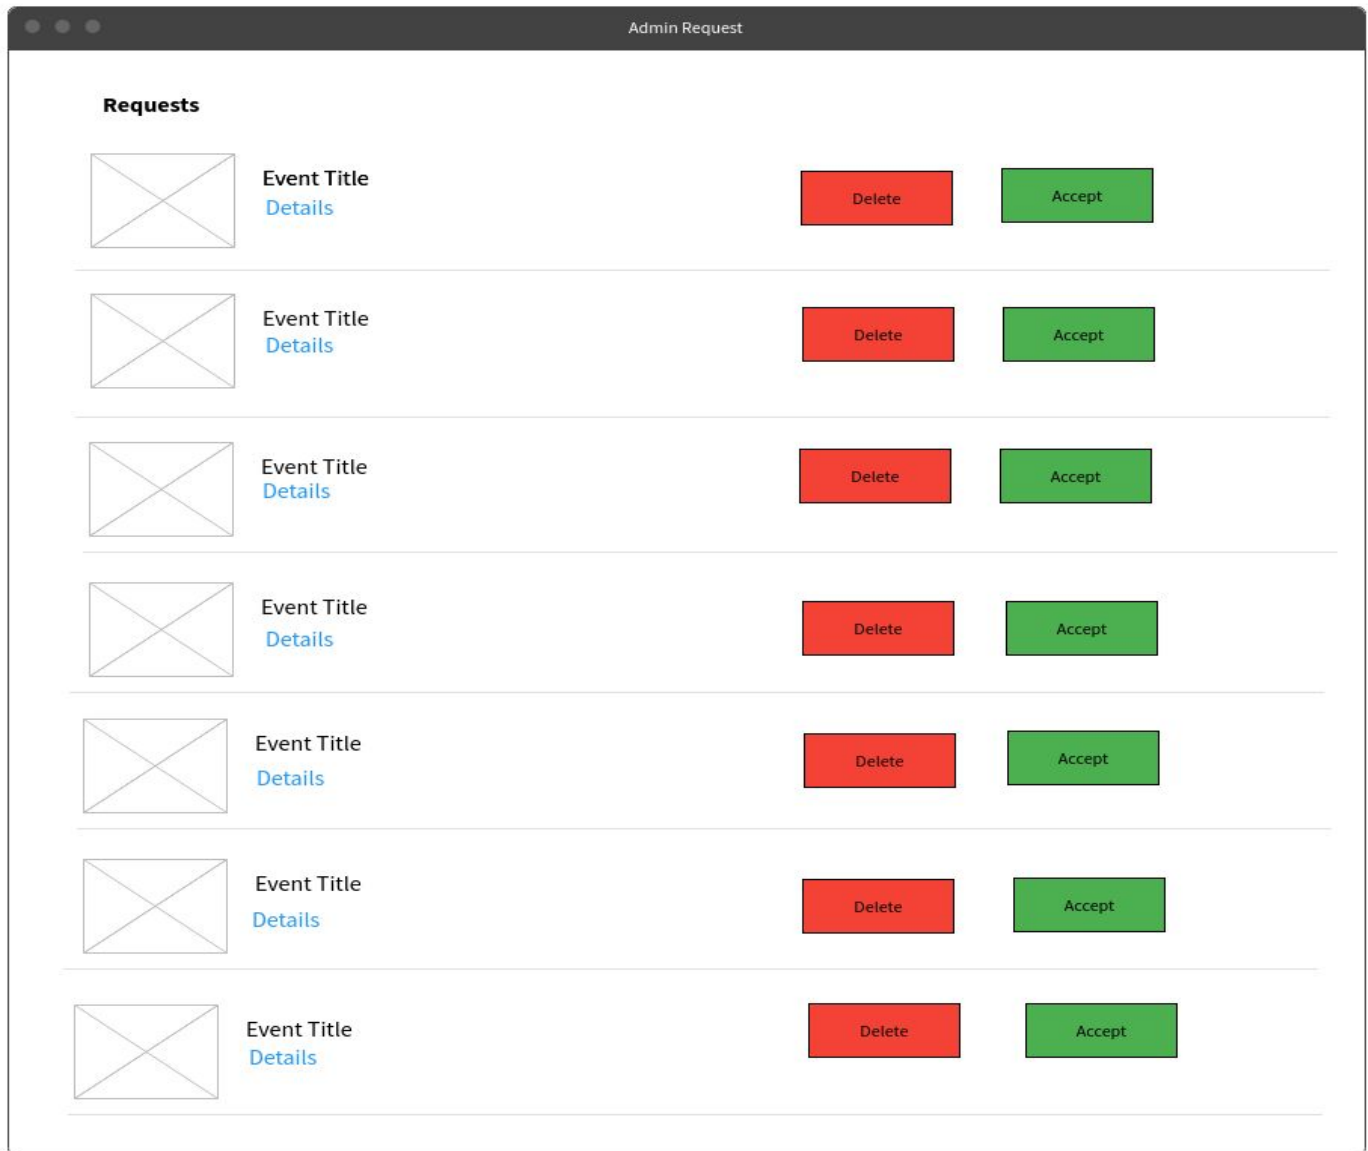 Admin Request
Requests
Event Title
Details
Delete
Accept
Event Title
Details
Delete
Accept
Event Title
Details
Delete
Accept
Event Title
Details
Delete
Accept
Event Title
Details
Delete
Accept
Event Title
Details
Delete
Accept
Event Title
Details
Delete
Accept